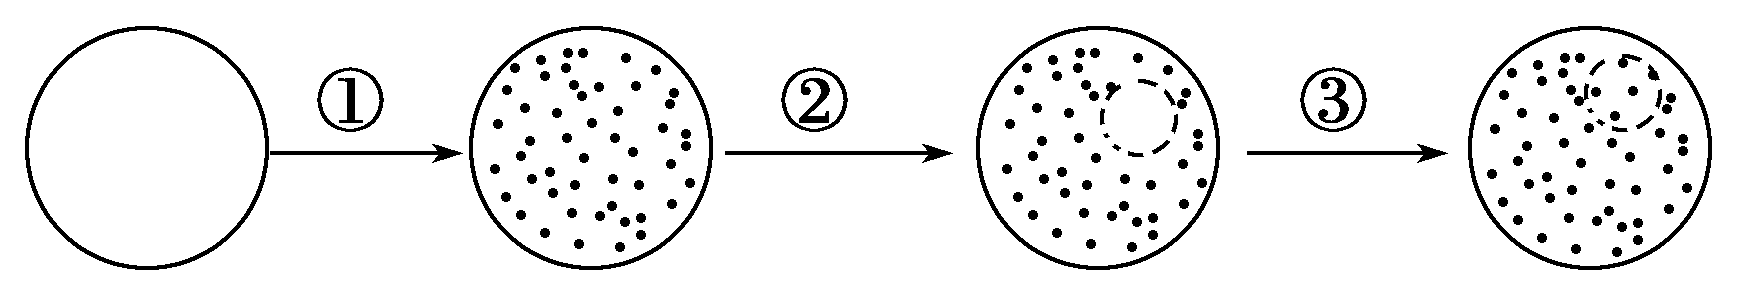 ① ② ③